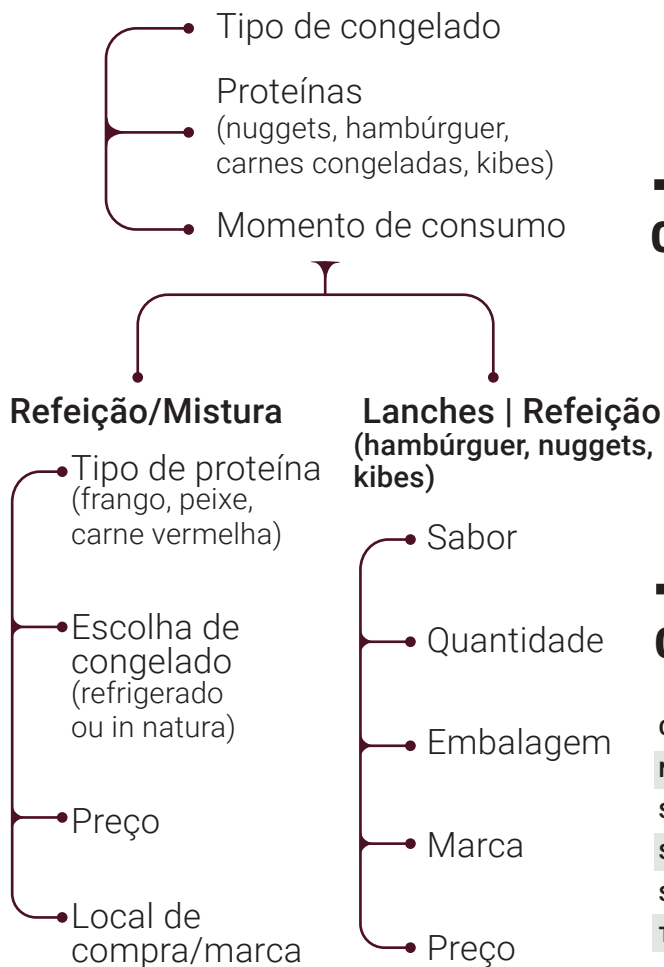 Tipo de congelado
Proteínas
(nuggets, hambúrguer,
carnes congeladas, kibes)
Momento de consumo
Refeição/Mistura
Tipo de proteína
(frango, peixe,
carne vermelha)
Escolha de
congelado
(refrigerado
ou in natura)
Preço
Local de
compra/marca
Lanches | Refeição
(hambúrguer, nuggets,
kibes)
Sabor
Quantidade
Embalagem
Marca
Preço